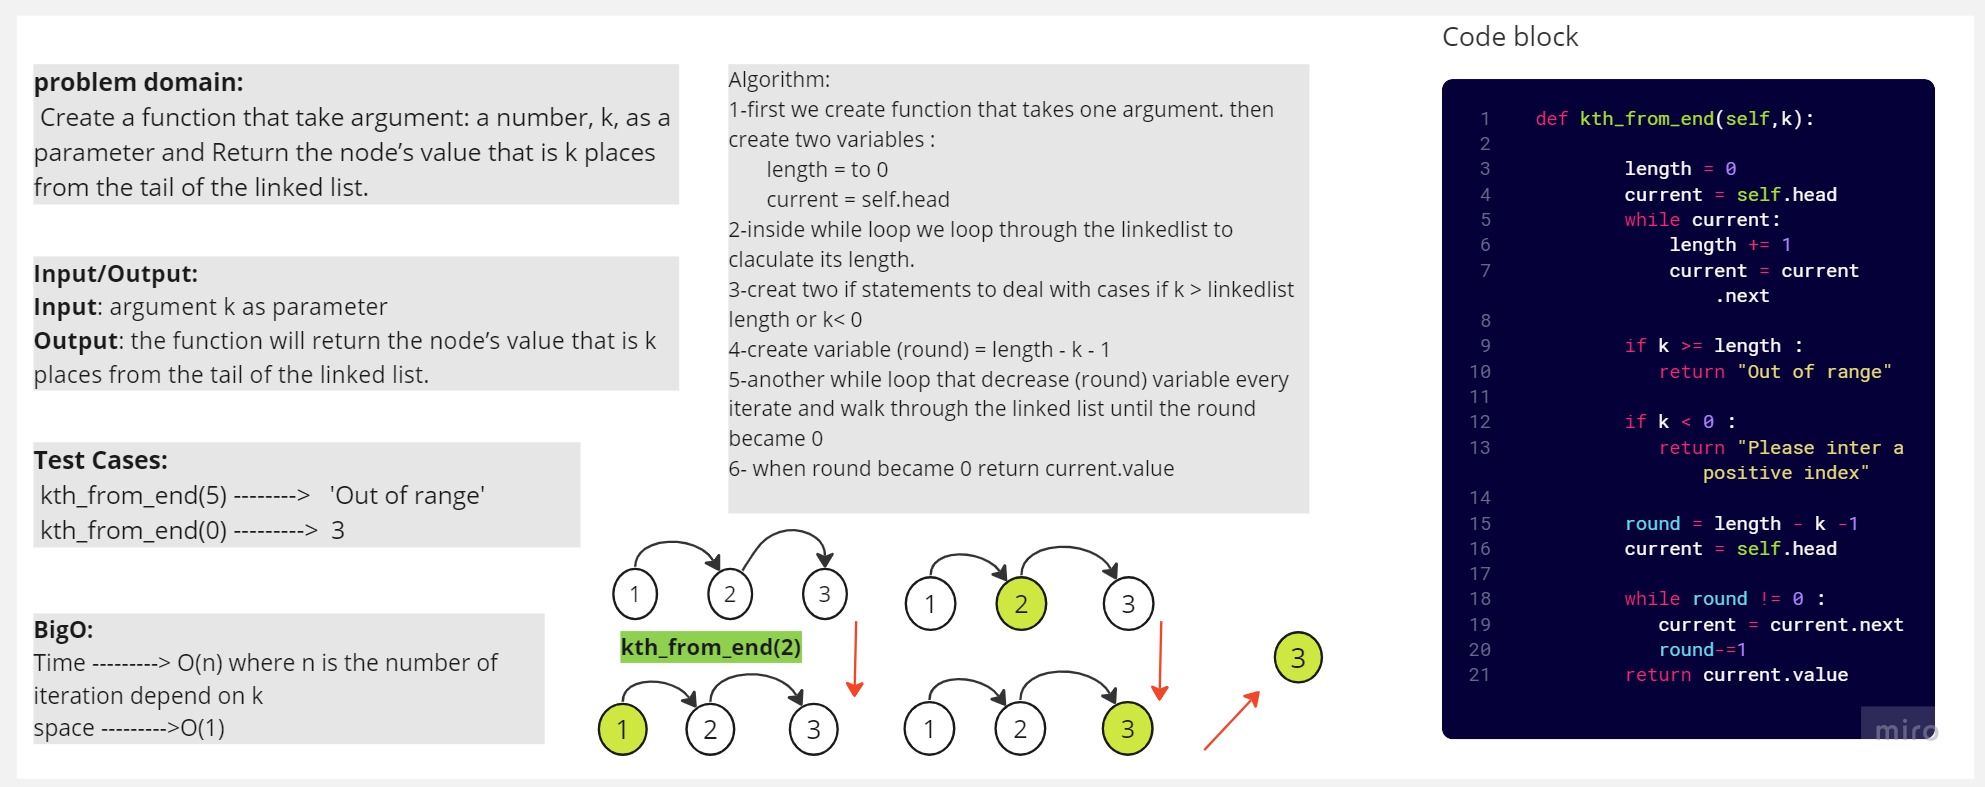 problem domain:
Create a function that take argument: a number, k, as a
parameter and Return the node’s value that is k places
from the tail of the linked list.
Input/Output:
Input: argument k as parameter
Output: the function will return the node’s value that is k
places from the tail of the linked list.
Test Cases:
kth_from_end(5) --------> 'Out of range'
kth_from_end(0) ---------> 3
BigO:
Time ---------> O(n) where n is the number of
iteration depend on k
space --------->O(1)
Algorithm:
1-first we create function that takes one argument. then
create two variables :
length = to 0
current = self.head
2-inside while loop we loop through the linkedlist to
claculate its length.
3-creat two if statements to deal with cases if k > linkedlist
length or k< 0
4-create variable (round) = length - k - 1
5-another while loop that decrease (round) variable every
iterate and walk through the linked list until the round
became 0
6- when round became 0 return current.value
1 2 3
kth_from_end(2)
1 2 3
1 2 3
1 2 3
3
Code block
1 def kth_from_end(self,k):
2
3 length = 0
4 current = self.head
5 while current:
6 length += 1
7 current = current
.next
8
9 if k >= length :
10 return "Out of range"
11
12 if k < 0 :
13 return "Please inter a
positive index"
14
15 round = length - k -1
16 current = self.head
17
18 while round != 0 :
19 current = current.next
20 round-=1
21 return current.value
miro